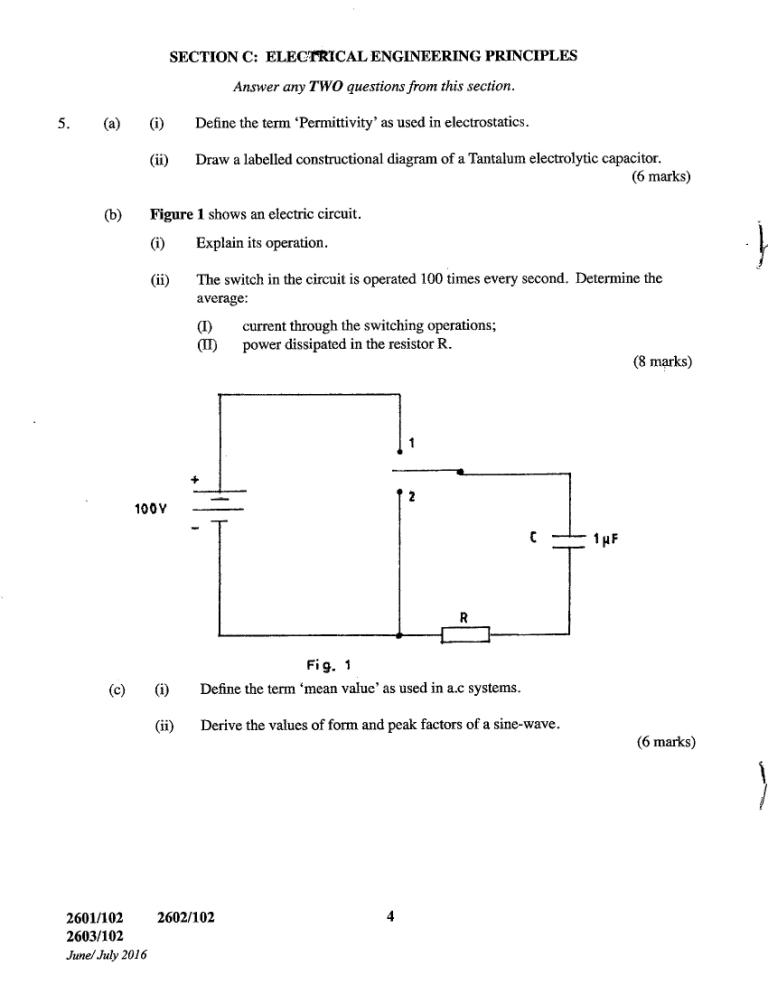 SECTION C: ELECTRICAL ENGINEERING PRINCIPLES
Answer any TWO questions from this section.
5. (a) (i) Define the term ‘Permittivity’ as used in electrostatics.
(ii) Draw a labelled constructional diagram of a Tantalum electrolytic capacitor.
(6 marks)
(b) Figure 1 shows an electric circuit.
(i) Explain its operation.
(ii) The switch in the circuit is operated 100 times every second. Determine the
average:
(I) current through the switching operations;
(II) power dissipated in the resistor R.
(8 marks)
1
+
2
100V
-
C
1µF
R
Fig. 1
(c) (i) Define the term ‘mean value’ as used in a.c systems.
(ii) Derive the values of form and peak factors of a sine-wave.
(6 marks)
2601/102 2602/102 4
2603/102
June/ July 2016